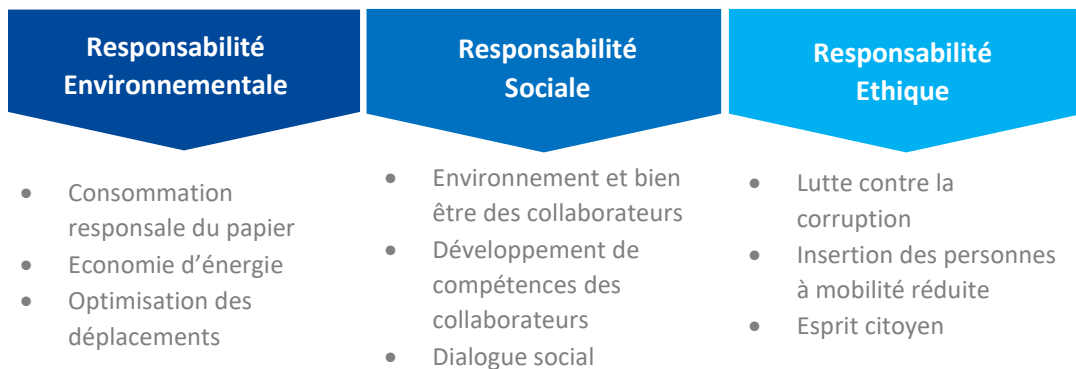 Responsabilité
Environnementale
• Consommation
responsale du papier
• Economie d’énergie
• Optimisation des
déplacements
Responsabilité
Sociale
• Environnement et bien
être des collaborateurs
• Développement de
compétences des
collaborateurs
• Dialogue social
Responsabilité
Ethique
• Lutte contre la
corruption
• Insertion des personnes
à mobilité réduite
• Esprit citoyen